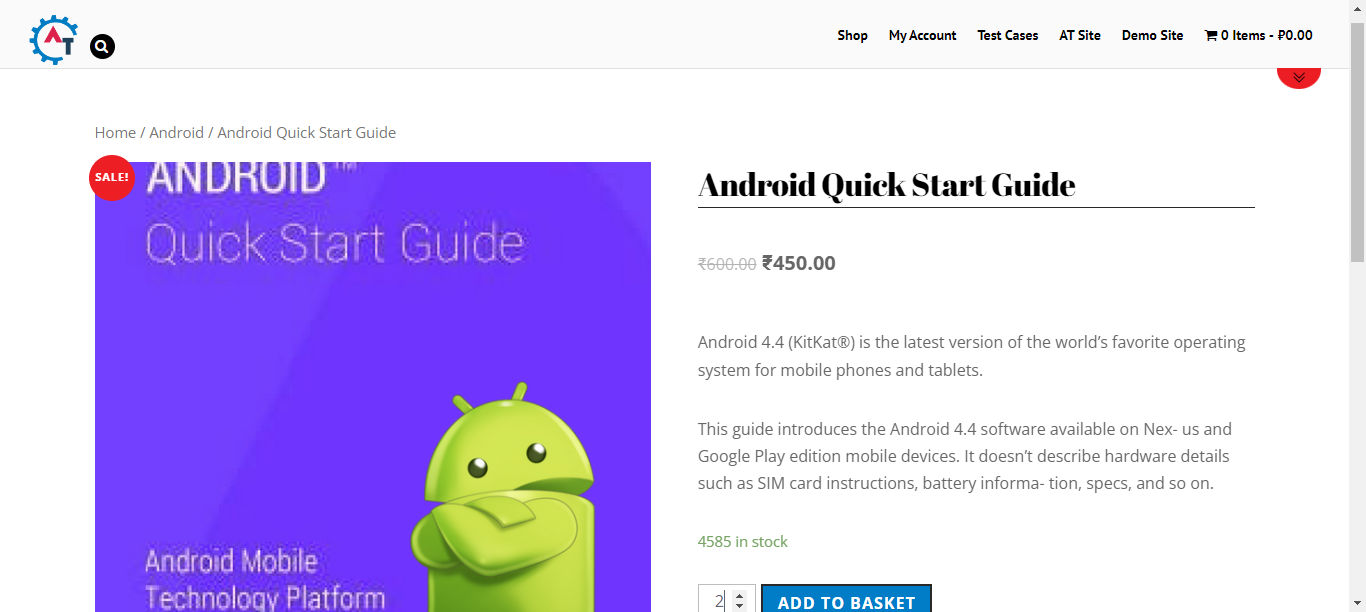 AT
Shop My Account Test Cases AT Site Demo Site 0 Items - ₽0.00
Home / Android / Android Quick Start Guide
SALE!
ANDROID™
Quick Start Guide
Android Mobile
Technology Platform
Android Quick Start Guide
₹600.00 ₹450.00
Android 4.4 (KitKat®) is the latest version of the world’s favorite operating
system for mobile phones and tablets.
This guide introduces the Android 4.4 software available on Nex- us and
Google Play edition mobile devices. It doesn’t describe hardware details
such as SIM card instructions, battery informa- tion, specs, and so on.
4585 in stock
2 ADD TO BASKET